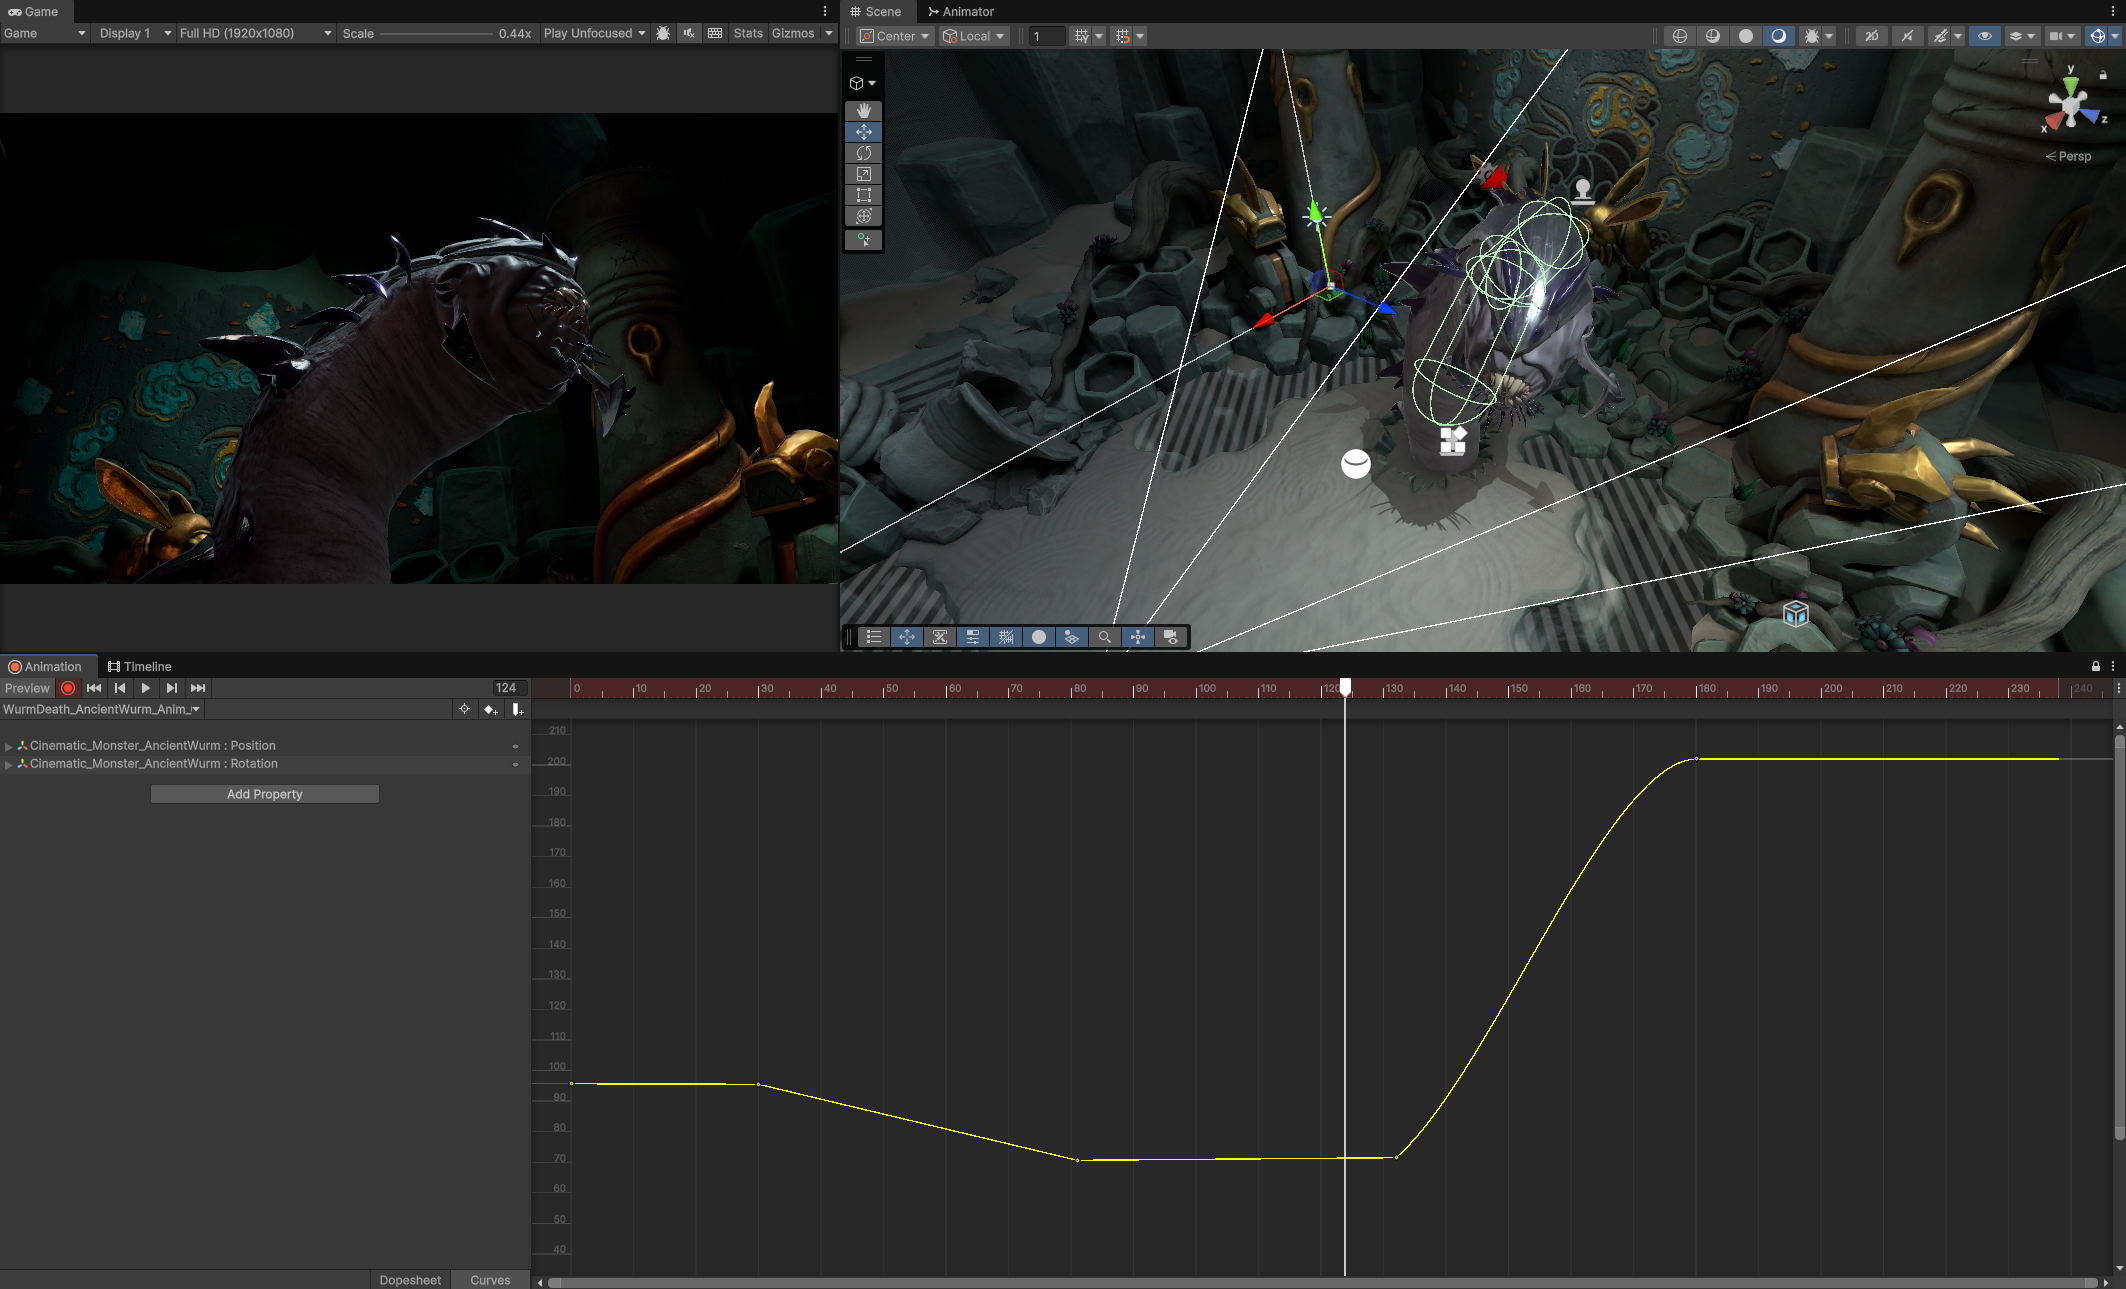 Game
Game
Display 1
Full HD (1920x1080)
Scale
0.44x
Play Unfocused
Stats
Gizmos
Scene
Animator
Center
Local
1
2D
y
x
z
Persp
Animation
Timeline
Preview
124
WurmDeath_AncientWurm_Anim_
Cinematic_Monster_AncientWurm : Position
Cinematic_Monster_AncientWurm : Rotation
Add Property
Dopesheet
Curves
0 10 20 30 40 50 60 70 80 90 100 110 120 130 140 150 160 170 180 190 200 210 220 230 240
210
200
190
180
170
160
150
140
130
120
110
100
90
80
70
60
50
40